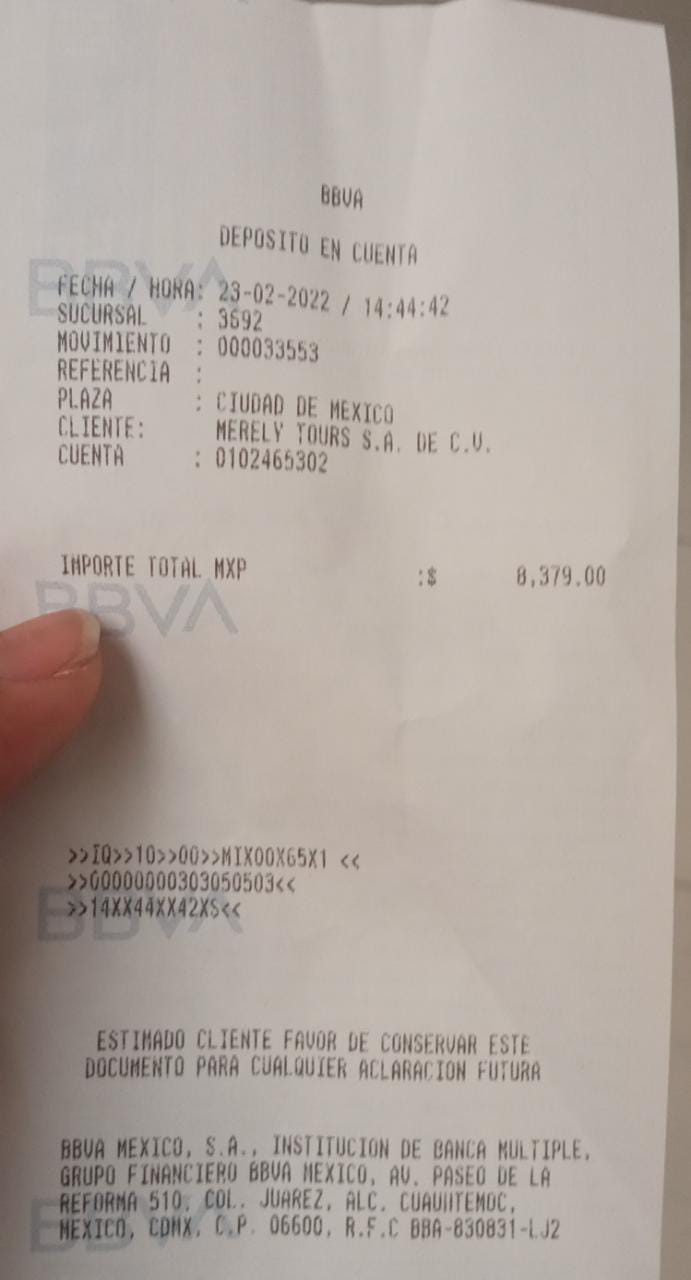 BBVA
DEPOSITO EN CUENTA
FECHA / HORA: 23-02-2022 / 14:44:42
SUCURSAL : 3692
MOVIMIENTO : 000033553
REFERENCIA :
PLAZA : CIUDAD DE MEXICO
CLIENTE: MERELY TOURS S.A. DE C.V.
CUENTA : 0102465302
IMPORTE TOTAL MXP :$ 8,379.00
BBVA
>>IQ>>10>>00>>MIX00X65X1 <<
>>00000000303050503<<
>>14XX44XX42XS<<
ESTIMADO CLIENTE FAVOR DE CONSERVAR ESTE
DOCUMENTO PARA CUALQUIER ACLARACION FUTURA
BBVA MEXICO, S.A., INSTITUCION DE BANCA MULTIPLE,
GRUPO FINANCIERO BBVA MEXICO, AV. PASEO DE LA
REFORMA 510, COL. JUAREZ, ALC. CUAUHTEMOC,
MEXICO, CDMX, C.P. 06600, R.F.C BBA-830831-LJ2